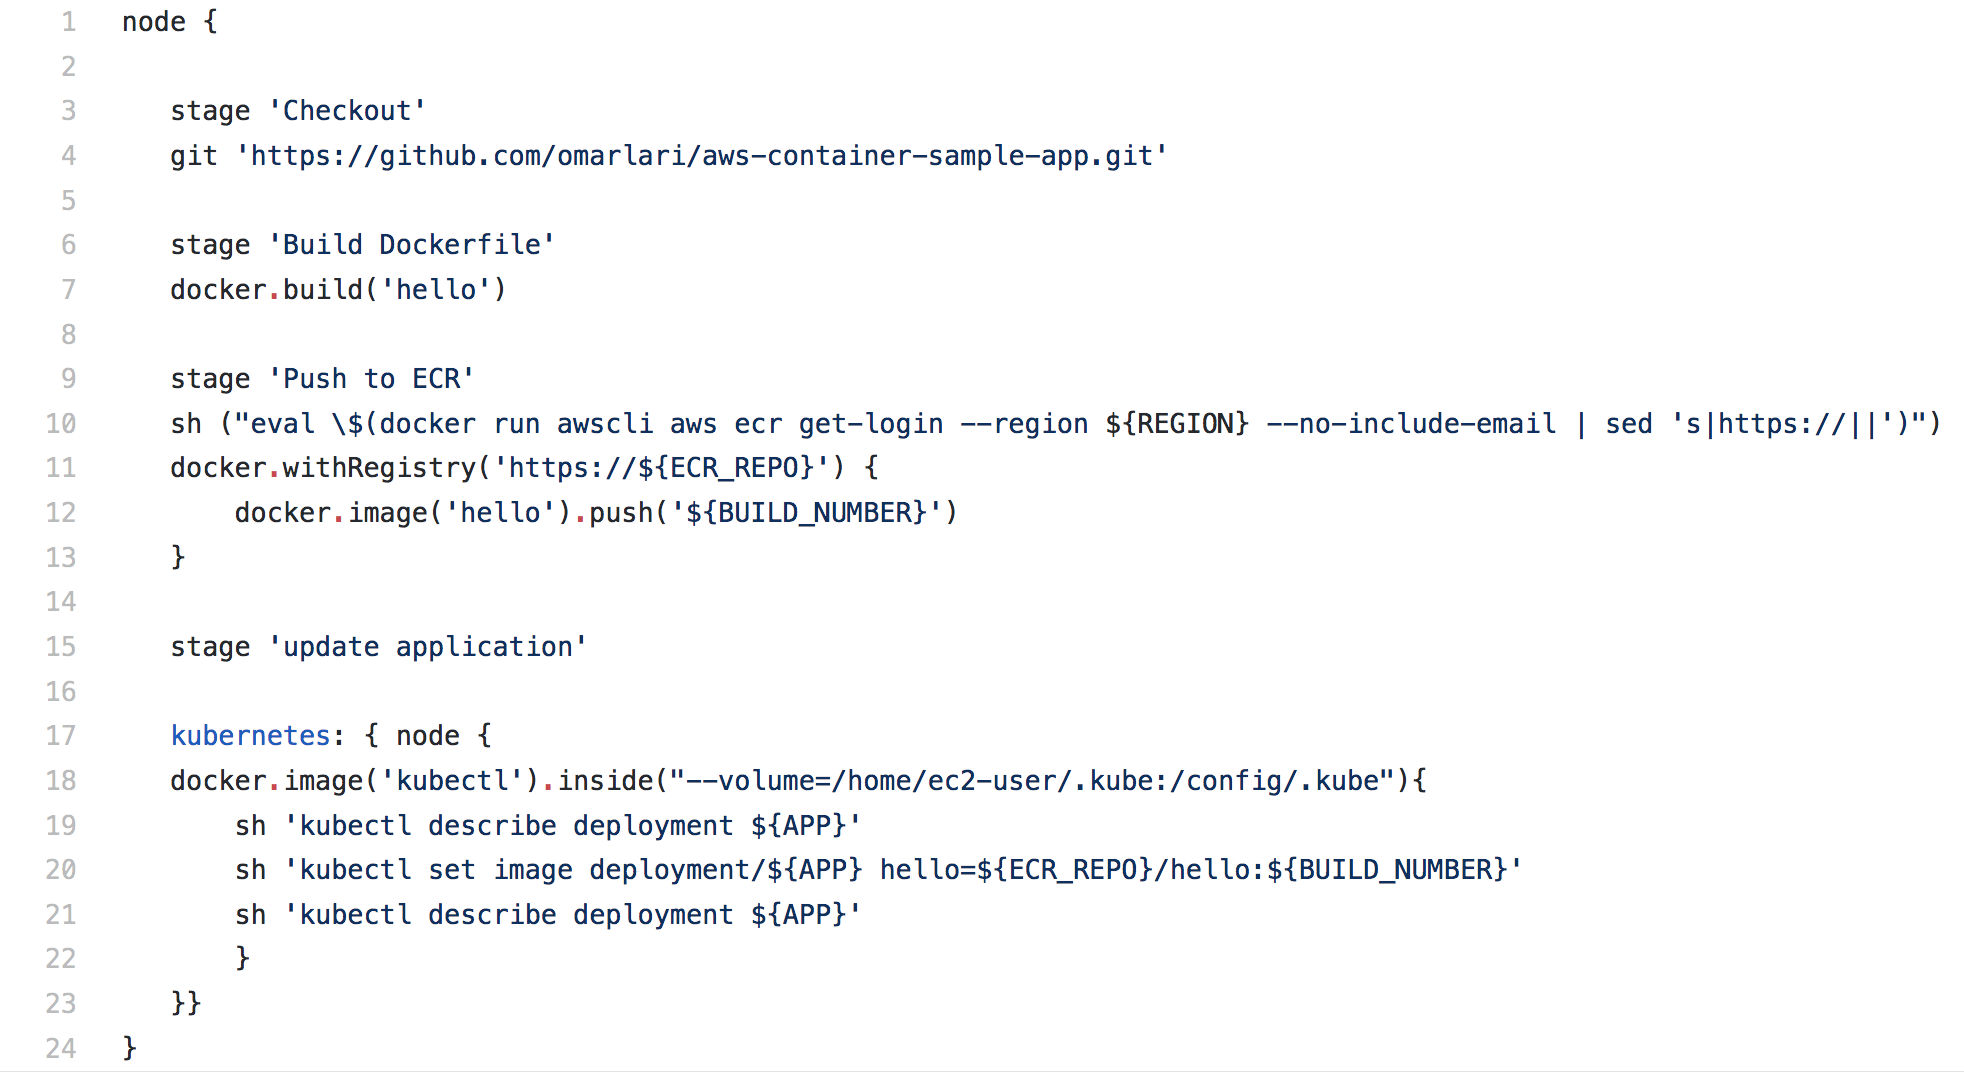 1 node {
2
3 stage 'Checkout'
4 git 'https://github.com/omarlari/aws-container-sample-app.git'
5
6 stage 'Build Dockerfile'
7 docker.build('hello')
8
9 stage 'Push to ECR'
10 sh ("eval \$(docker run awscli aws ecr get-login --region ${REGION} --no-include-email | sed 's|https://||')")
11 docker.withRegistry('https://${ECR_REPO}') {
12 docker.image('hello').push('${BUILD_NUMBER}')
13 }
14
15 stage 'update application'
16
17 kubernetes: { node {
18 docker.image('kubectl').inside("--volume=/home/ec2-user/.kube:/config/.kube"){
19 sh 'kubectl describe deployment ${APP}'
20 sh 'kubectl set image deployment/${APP} hello=${ECR_REPO}/hello:${BUILD_NUMBER}'
21 sh 'kubectl describe deployment ${APP}'
22 }
23 }}
24 }